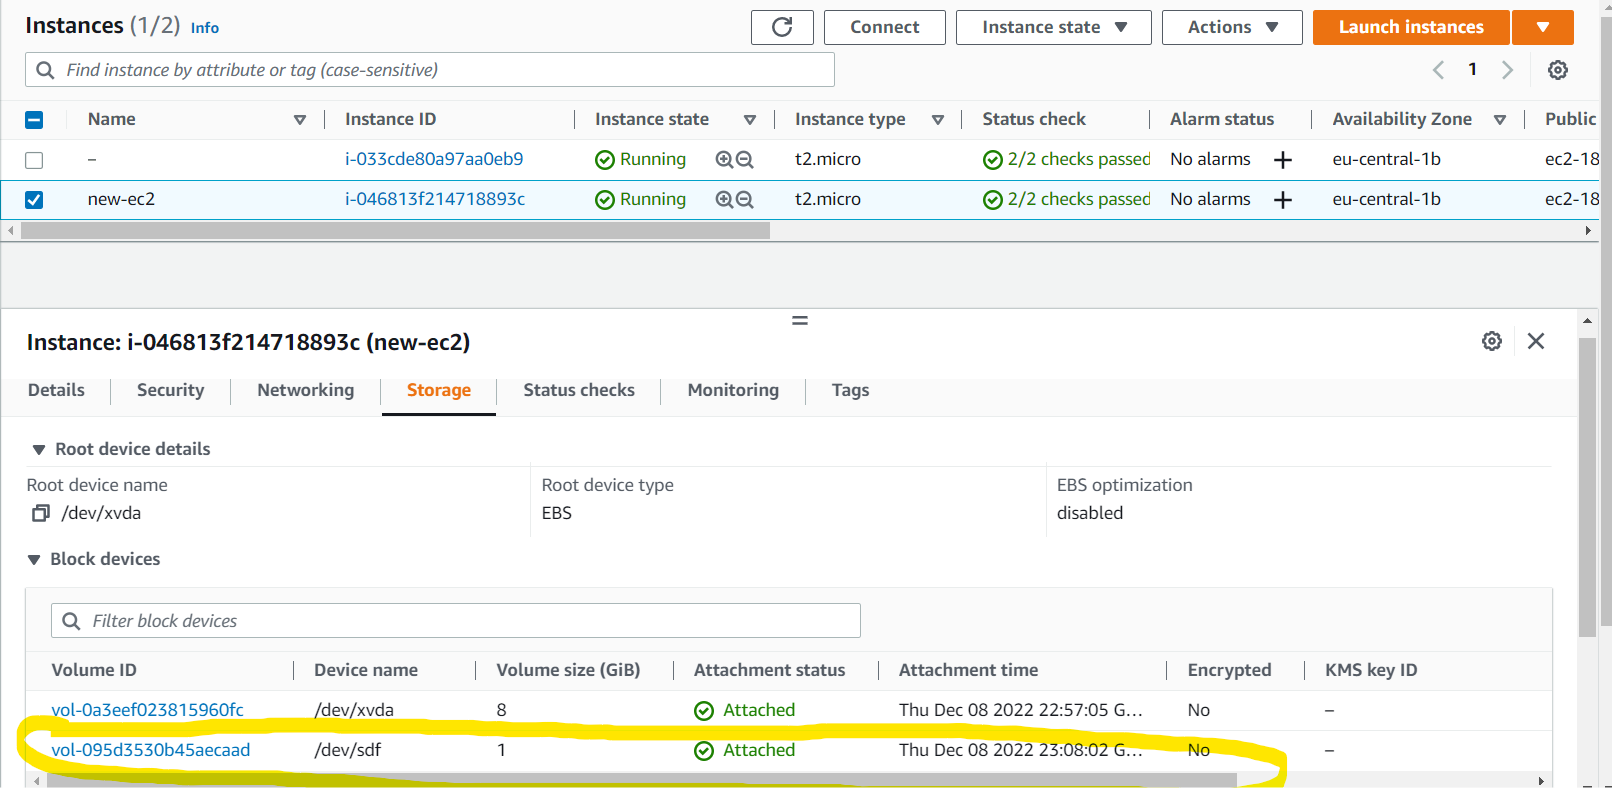 Instances (1/2) Info
Connect Instance state Actions Launch instances
Find instance by attribute or tag (case-sensitive)
1
Name Instance ID Instance state Instance type Status check Alarm status Availability Zone Public
– i-033cde80a97aa0eb9 Running t2.micro 2/2 checks passed No alarms + eu-central-1b ec2-18
new-ec2 i-046813f214718893c Running t2.micro 2/2 checks passed No alarms + eu-central-1b ec2-18
Instance: i-046813f214718893c (new-ec2)
Details Security Networking Storage Status checks Monitoring Tags
Root device details
Root device name Root device type EBS optimization
/dev/xvda EBS disabled
Block devices
Filter block devices
Volume ID Device name Volume size (GiB) Attachment status Attachment time Encrypted KMS key ID
vol-0a3eef023815960fc /dev/xvda 8 Attached Thu Dec 08 2022 22:57:05 G... No –
vol-095d3530b45aecaad /dev/sdf 1 Attached Thu Dec 08 2022 23:08:02 G... No –